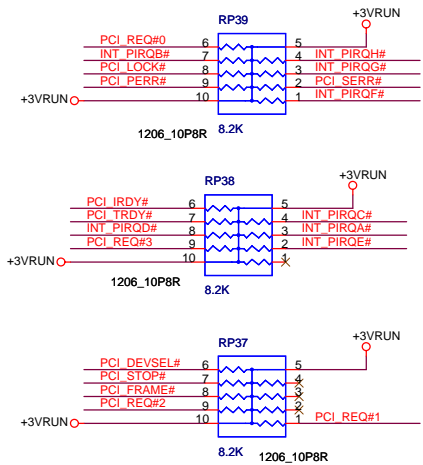 RP39
+3VRUN
PCI_REQ#0 6 5
INT_PIRQB# 7 4 INT_PIRQH#
PCI_LOCK# 8 3 INT_PIRQG#
PCI_PERR# 9 2 PCI_SERR#
+3VRUN 10 1 INT_PIRQF#
1206_10P8R
8.2K
RP38
+3VRUN
PCI_IRDY# 6 5
PCI_TRDY# 7 4 INT_PIRQC#
INT_PIRQD# 8 3 INT_PIRQA#
PCI_REQ#3 9 2 INT_PIRQE#
+3VRUN 10 1
1206_10P8R
8.2K
RP37
+3VRUN
PCI_DEVSEL# 6 5
PCI_STOP# 7 4
PCI_FRAME# 8 3
PCI_REQ#2 9 2
+3VRUN 10 1 PCI_REQ#1
8.2K
1206_10P8R